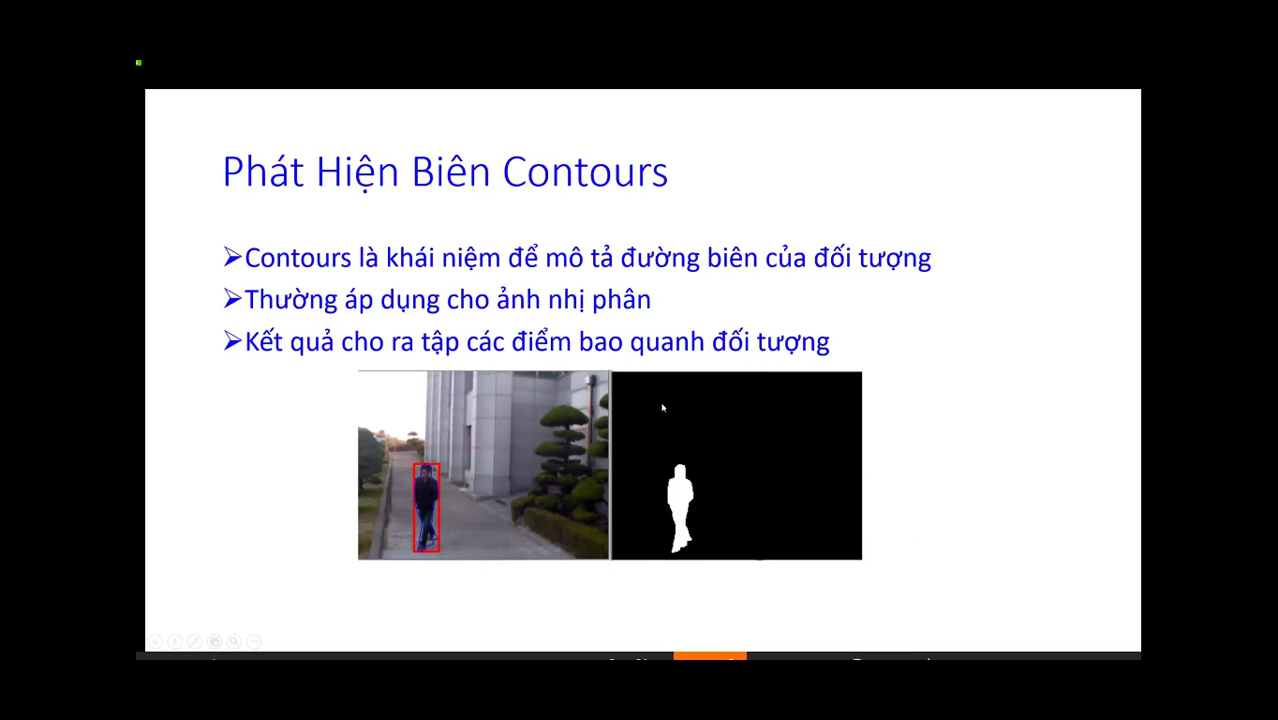 Phát Hiện Biên Contours
➢Contours là khái niệm để mô tả đường biên của đối tượng
➢Thường áp dụng cho ảnh nhị phân
➢Kết quả cho ra tập các điểm bao quanh đối tượng